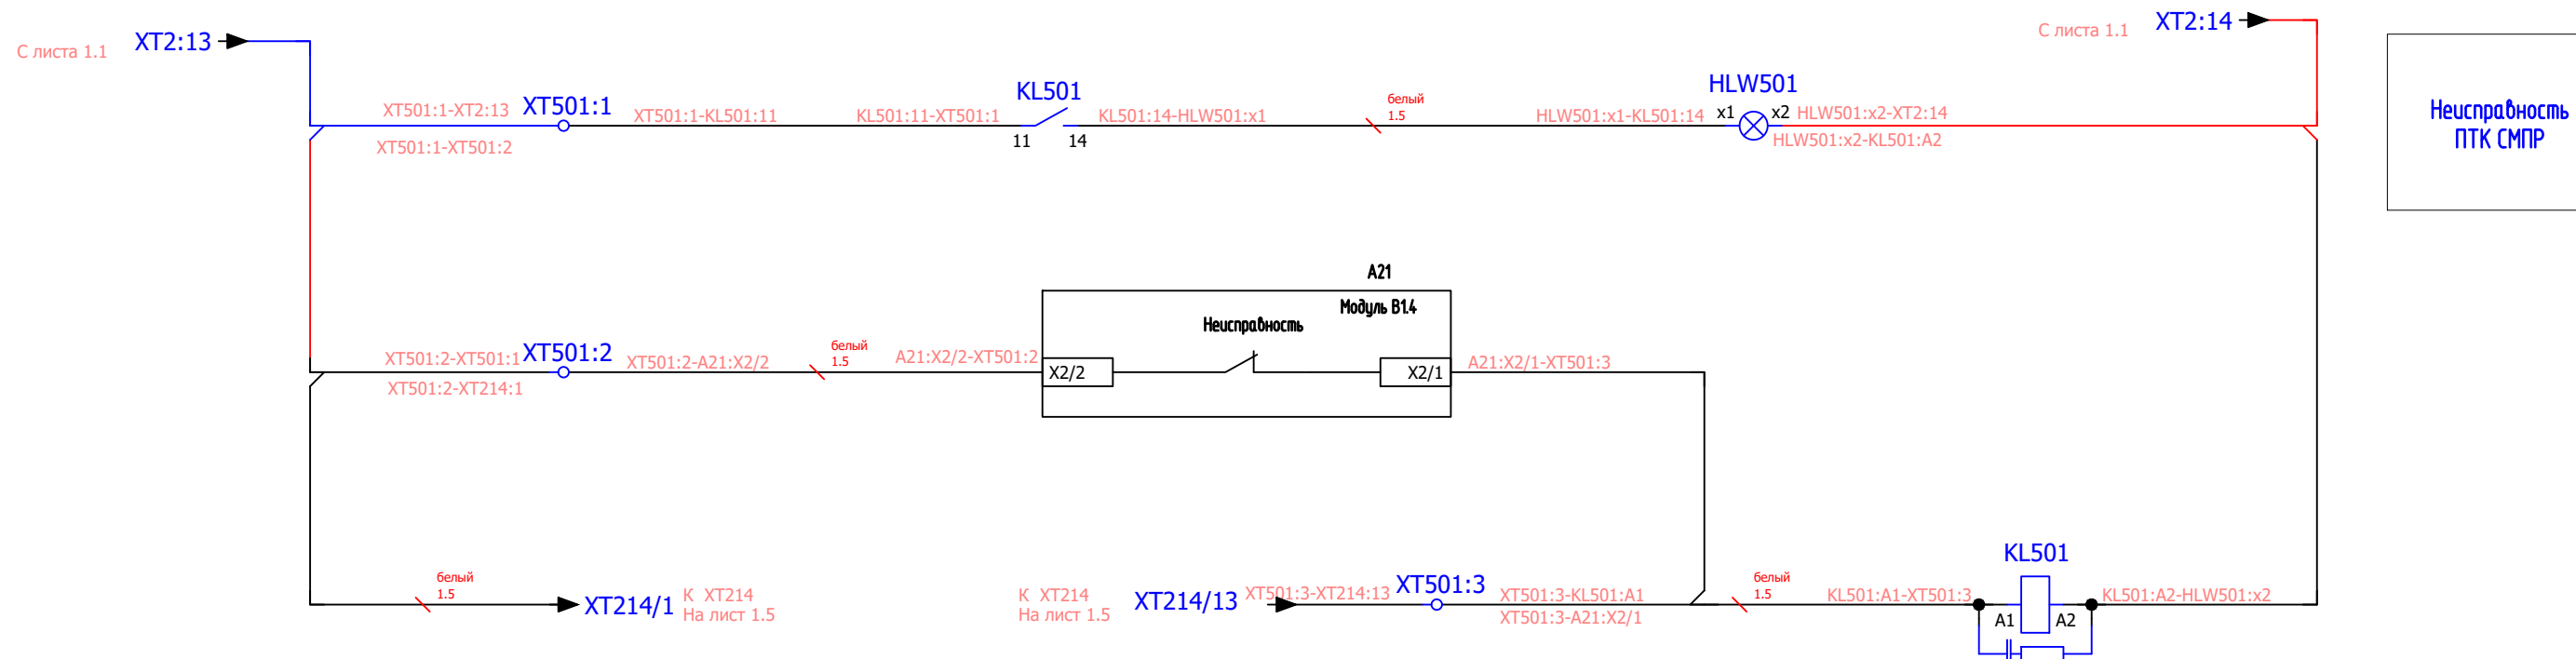 С листа 1.1
XT2:13
С листа 1.1
XT2:14
XT501:1-XT2:13
XT501:1
XT501:1-XT501:2
XT501:1-KL501:11
KL501:11-XT501:1
KL501
11
14
KL501:14-HLW501:x1
белый
1.5
HLW501:x1-KL501:14
HLW501
x1
x2
HLW501:x2-XT2:14
HLW501:x2-KL501:A2
Неисправность
ПТК СМПР
A21
Модуль B1.4
Неисправность
XT501:2-XT501:1
XT501:2
XT501:2-XT214:1
XT501:2-A21:X2/2
белый
1.5
A21:X2/2-XT501:2
X2/2
X2/1
A21:X2/1-XT501:3
белый
1.5
XT214/1
К XT214
На лист 1.5
К XT214
На лист 1.5
XT214/13
XT501:3-XT214:13
XT501:3
XT501:3-KL501:A1
XT501:3-A21:X2/1
белый
1.5
KL501:A1-XT501:3
KL501
A1
A2
KL501:A2-HLW501:x2